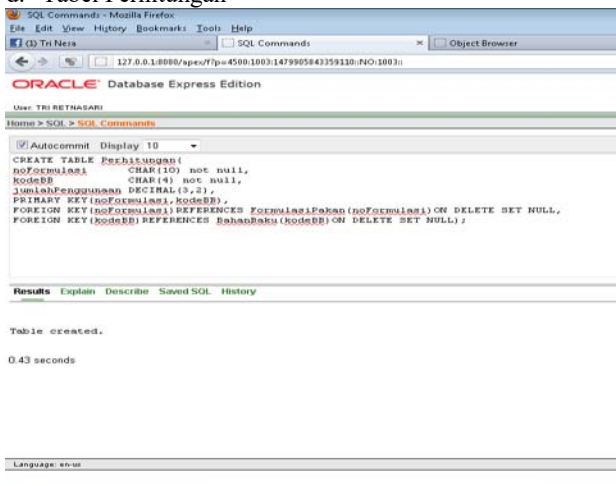 d. Tabel Perhitungan
SQL Commands - Mozilla Firefox
File Edit View History Bookmarks Tools Help
(1) Tri Nesa
SQL Commands
Object Browser
127.0.0.1:8080/apex/f?p=4500:1003:1479905843359110::NO:1003::
ORACLE Database Express Edition
User: TRI RETNASARI
Home > SQL > SQL Commands
Autocommit Display 10
CREATE TABLE Perhitungan(
noFormulasi CHAR(10) not null,
kodeBB CHAR(4) not null,
jumlahPenggunaan DECIMAL(3,2),
PRIMARY KEY(noFormulasi,kodeBB),
FOREIGN KEY(noFormulasi)REFERENCES FormulasiPakan(noFormulasi)ON DELETE SET NULL,
FOREIGN KEY(kodeBB)REFERENCES BahanBaku(kodeBB)ON DELETE SET NULL);
Results Explain Describe Saved SQL History
Table created.
0.43 seconds
Language: en-us